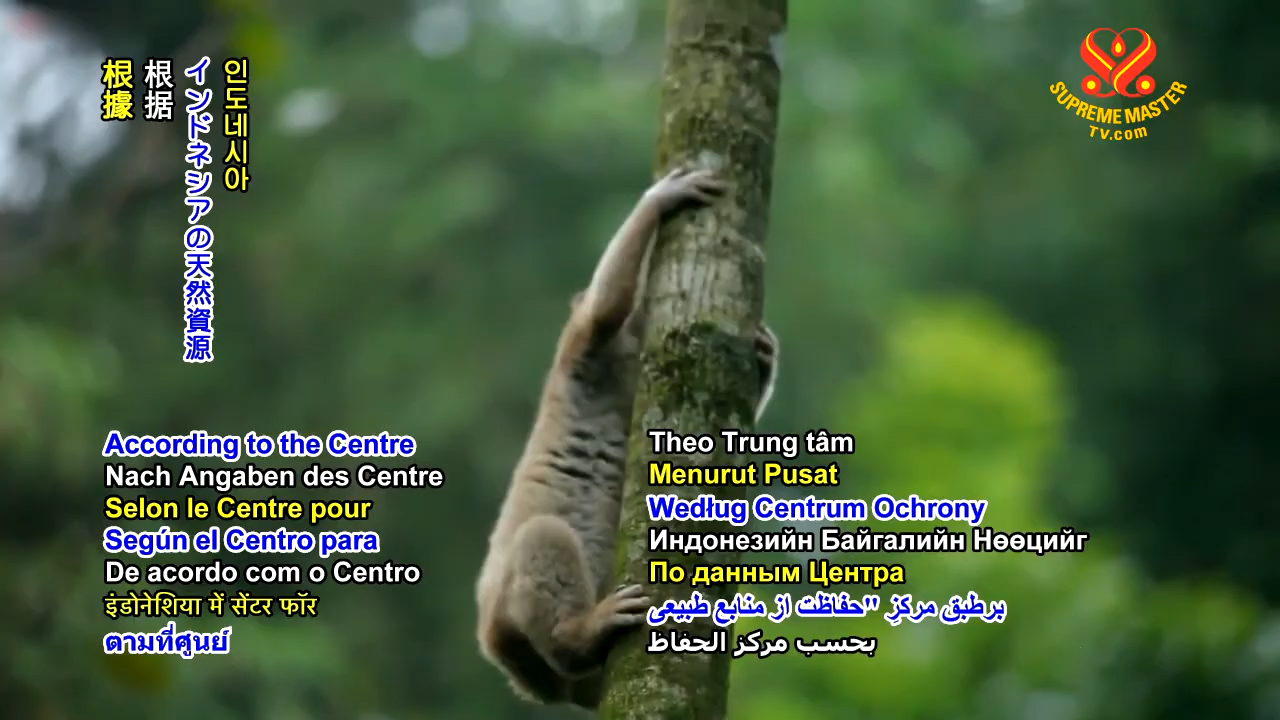 根據
根据
インドネシアの天然資源
인도네시아
SUPREME MASTER
TV.com
According to the Centre
Nach Angaben des Centre
Selon le Centre pour
Según el Centro para
De acordo com o Centro
इंडोनेशिया में सेंटर फॉर
ตามที่ศูนย์
Theo Trung tâm
Menurut Pusat
Według Centrum Ochrony
Индонезийн Байгалийн Нөөцийг
По данным Центра
برطبق مرکزِ "حفاظت از منابع طبیعی
بحسب مركز الحفاظ